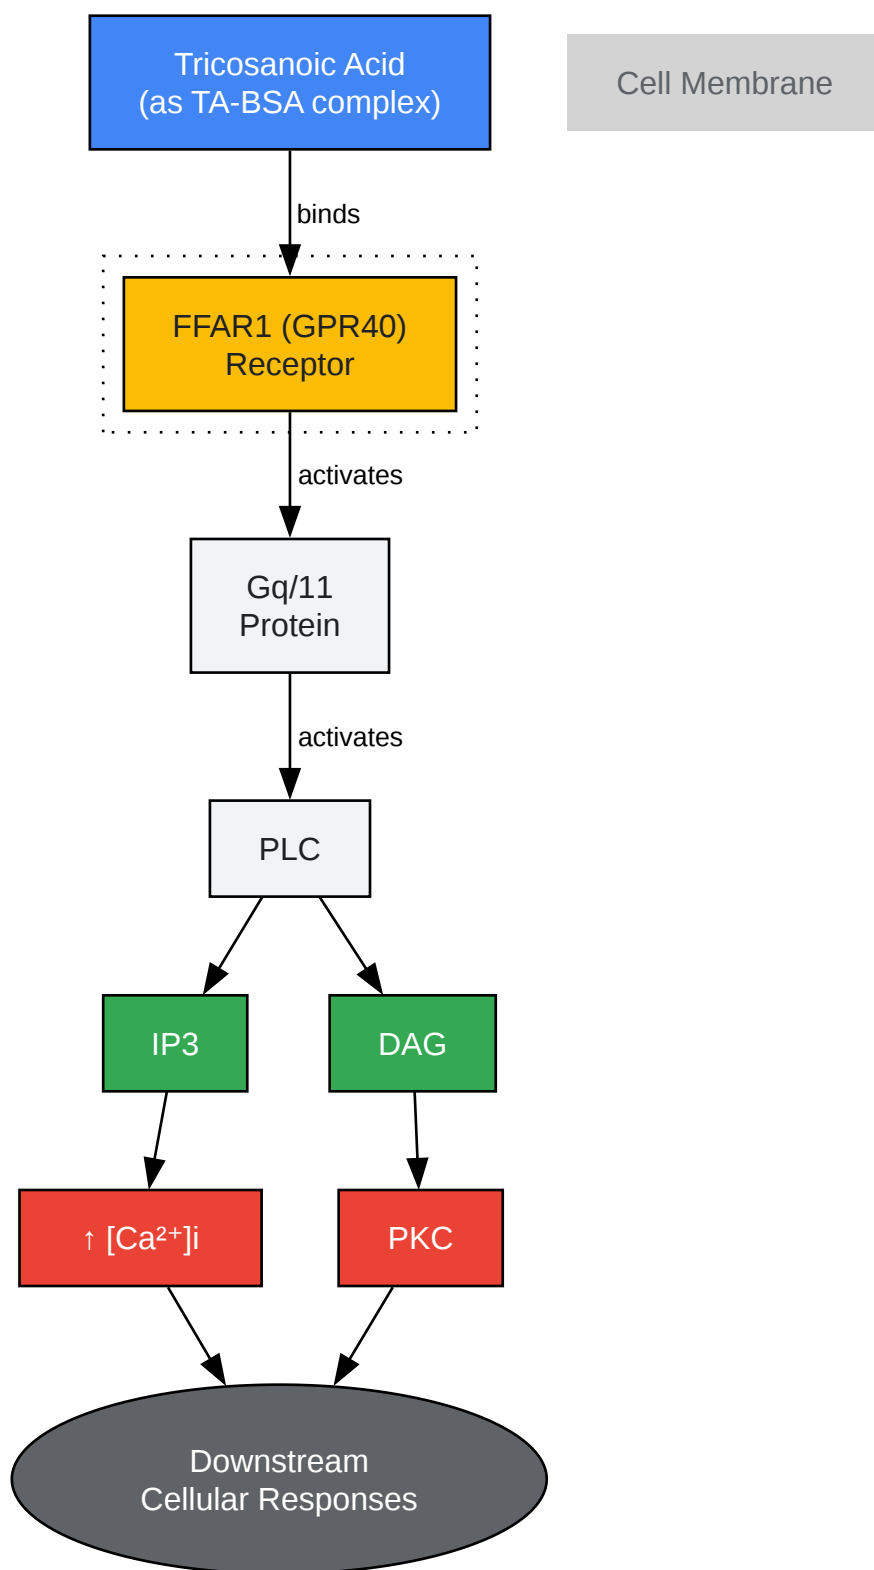 Tricosanoic Acid
(as TA-BSA complex)
Cell Membrane
binds
FFAR1 (GPR40)
Receptor
activates
Gq/11
Protein
activates
PLC
IP3
DAG
↑ [Ca²⁺]i
PKC
Downstream
Cellular Responses